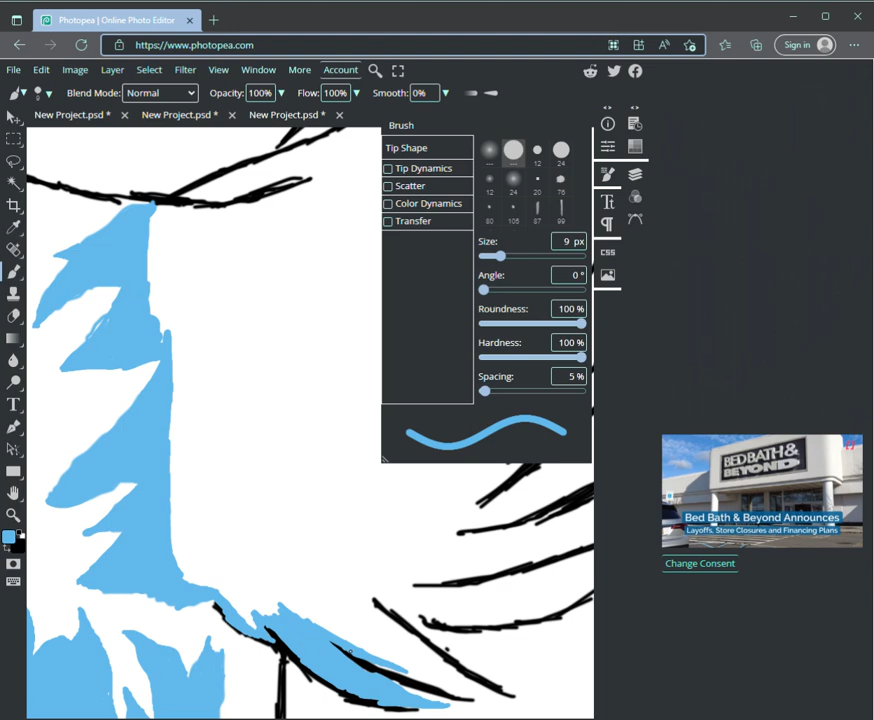 Photopea | Online Photo Editor
https://www.photopea.com
Sign in
File Edit Image Layer Select Filter View Window More Account
Blend Mode: Normal Opacity: 100% Flow: 100% Smooth: 0%
New Project.psd * New Project.psd * New Project.psd *
Brush
Tip Shape
Tip Dynamics
Scatter
Color Dynamics
Transfer
--- --- 12 24
12 24 20 76
80 105 87 99
Size: 9 px
Angle: 0 °
Roundness: 100 %
Hardness: 100 %
Spacing: 5 %
CSS
BED BATH &
BEYOND
Bed Bath & Beyond Announces
Layoffs, Store Closures and Financing Plans
Change Consent